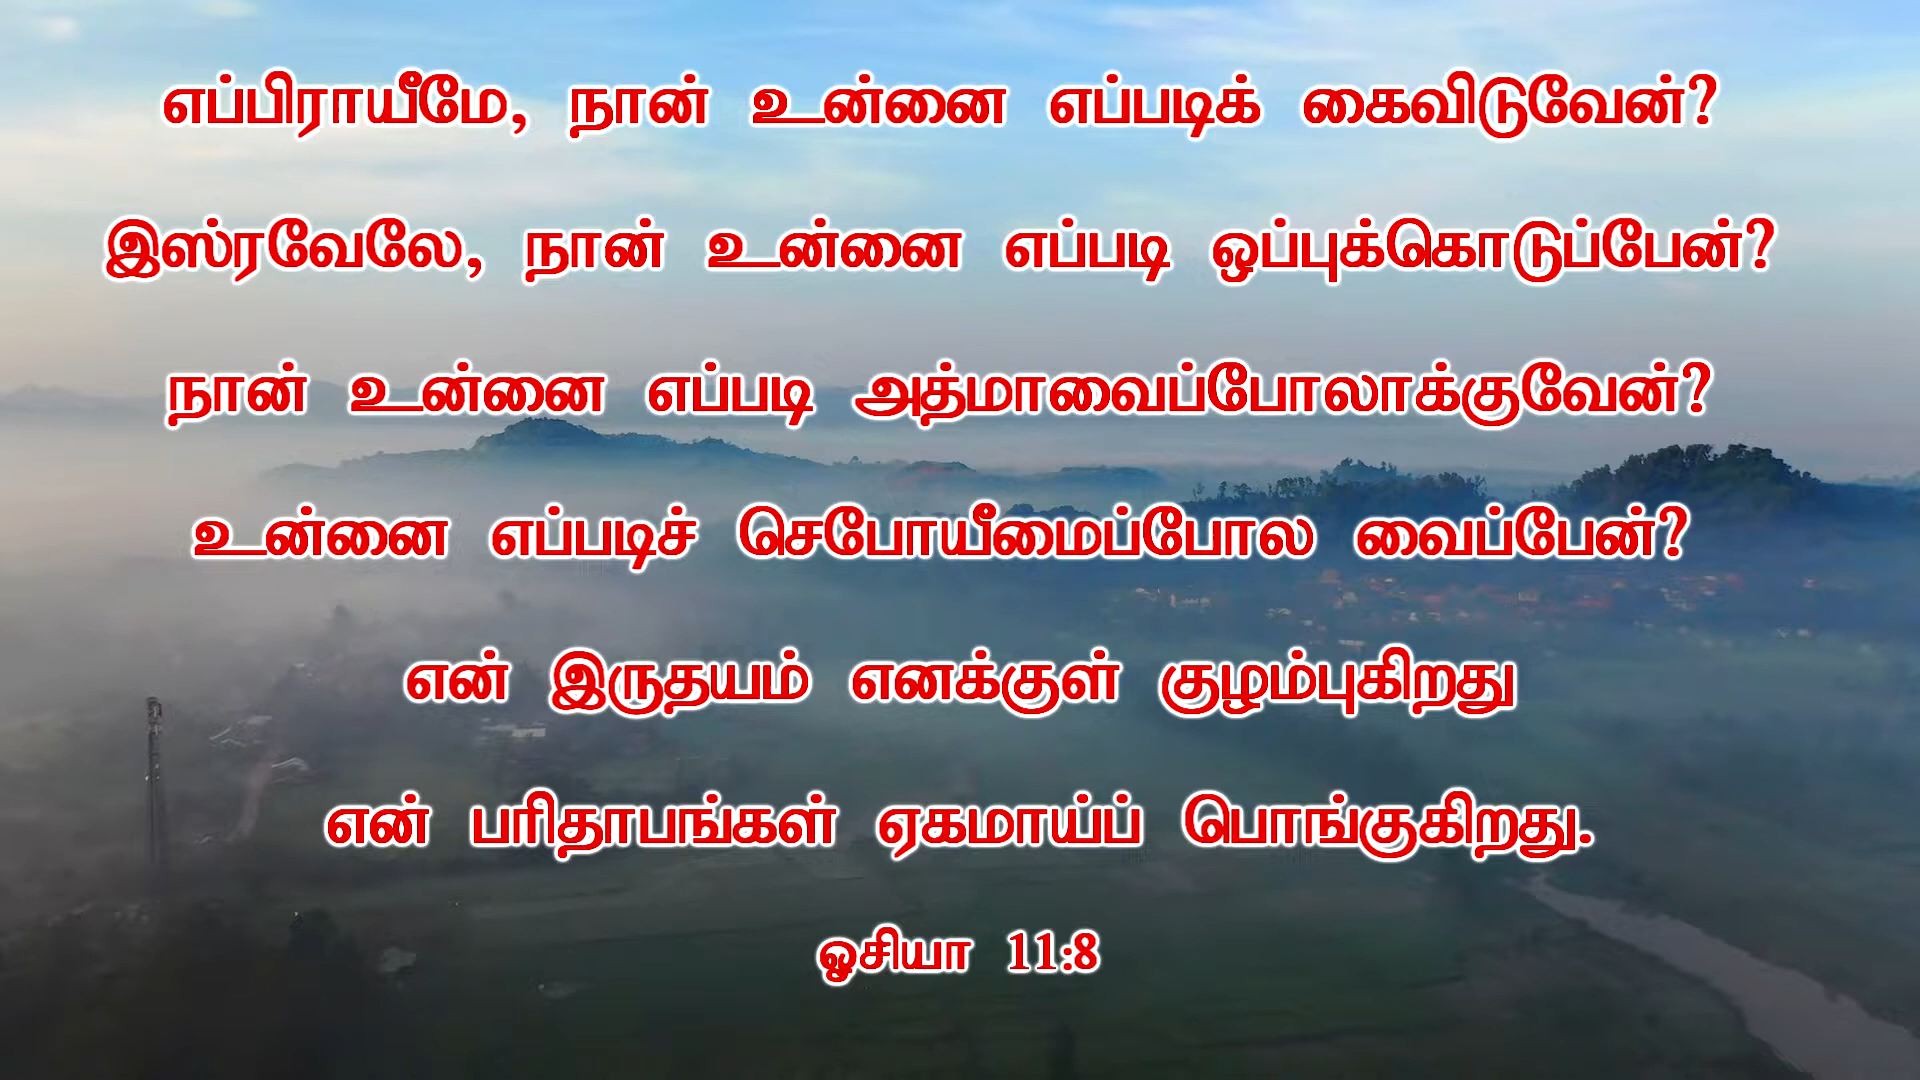 எப்பிராயீமே, நான் உன்னை எப்படிக் கைவிடுவேன்?
இஸ்ரவேலே, நான் உன்னை எப்படி ஒப்புக்கொடுப்பேன்?
நான் உன்னை எப்படி அத்மாவைப்போலாக்குவேன்?
உன்னை எப்படிச் செபோயீமைப்போல வைப்பேன்?
என் இருதயம் எனக்குள் குழம்புகிறது
என் பரிதாபங்கள் ஏகமாய்ப் பொங்குகிறது.
ஓசியா 11:8